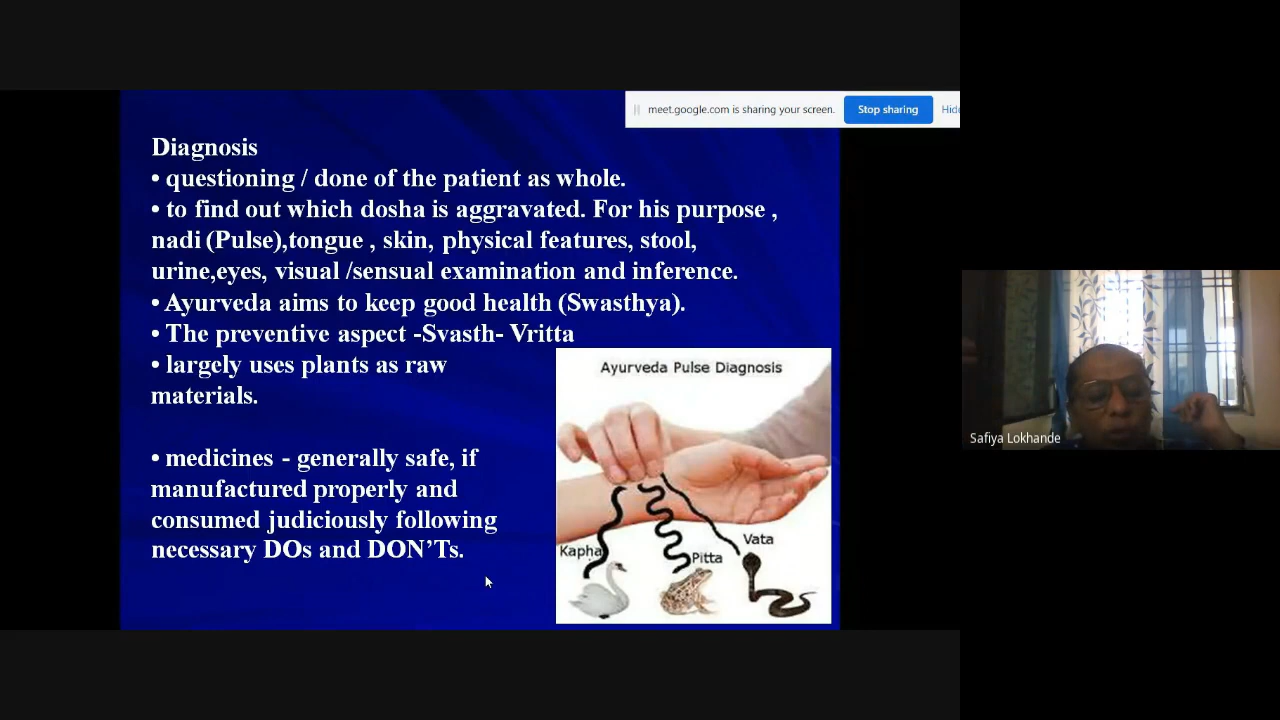 meet.google.com is sharing your screen.
Stop sharing
Diagnosis
• questioning / done of the patient as whole.
• to find out which dosha is aggravated. For his purpose ,
nadi (Pulse),tongue , skin, physical features, stool,
urine,eyes, visual /sensual examination and inference.
• Ayurveda aims to keep good health (Swasthya).
• The preventive aspect -Svasth- Vritta
• largely uses plants as raw
materials.
• medicines - generally safe, if
manufactured properly and
consumed judiciously following
necessary DOs and DON’Ts.
Ayurveda Pulse Diagnosis
Kapha
Pitta
Vata
Safiya Lokhande